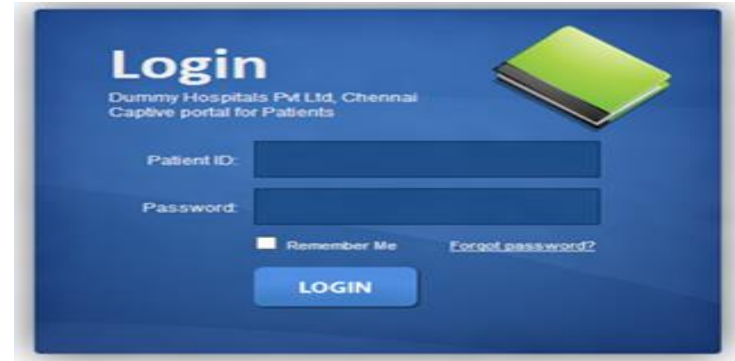 Login
Dummy Hospitals Pvt Ltd, Chennai
Captive portal for Patients
Patient ID:
Password:
Remember Me Forgot password?
LOGIN